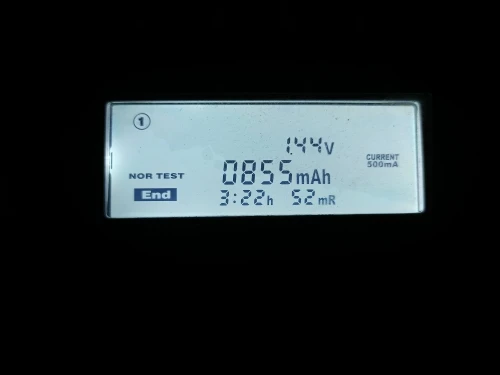 1
1.44V
CURRENT
500mA
NOR TEST
0855mAh
End
3:22h 52mR